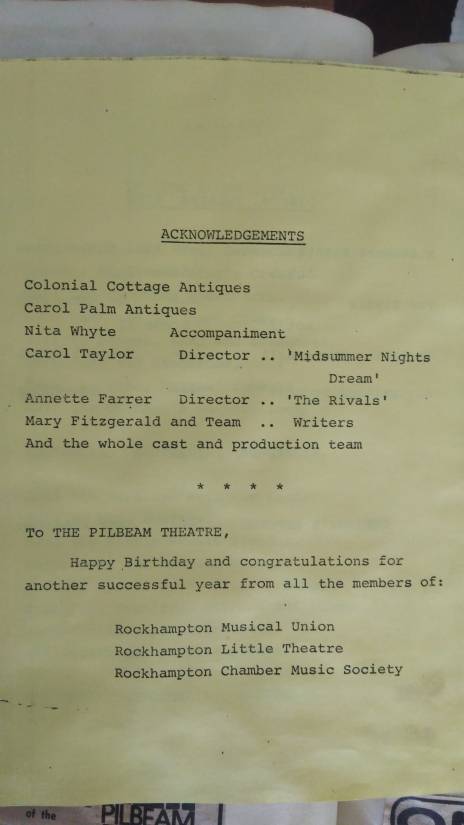 ACKNOWLEDGEMENTS
Colonial Cottage Antiques
Carol Palm Antiques
Nita Whyte Accompaniment
Carol Taylor Director .. 'Midsummer Nights
Dream'
Annette Farrer Director .. 'The Rivals'
Mary Fitzgerald and Team .. Writers
And the whole cast and production team
* * * *
To THE PILBEAM THEATRE,
Happy Birthday and congratulations for
another successful year from all the members of:
Rockhampton Musical Union
Rockhampton Little Theatre
Rockhampton Chamber Music Society
of the
PILBEAM